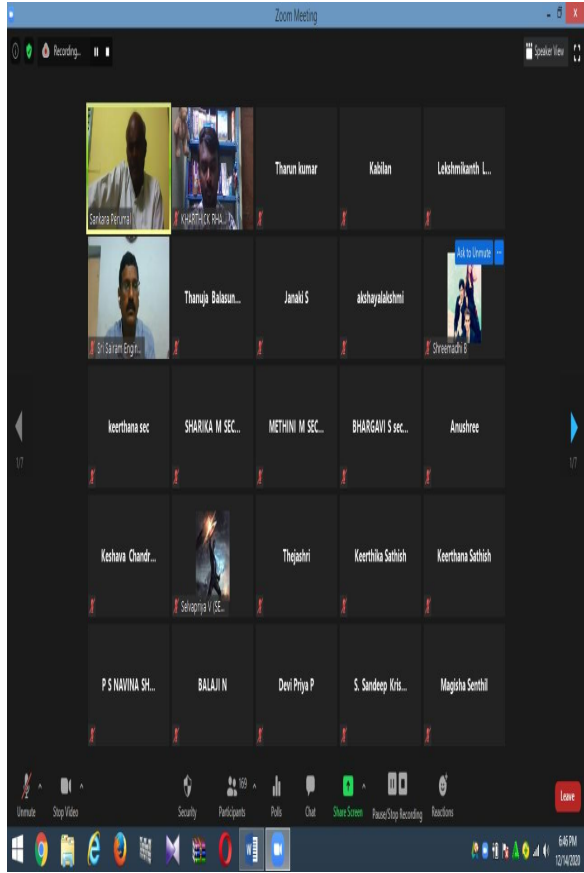 Zoom Meeting
Recording...
Speaker View
Sankara Perumal
KHARTHICK RHA...
Tharun kumar
Kabilan
Lekshmikanth L...
Sri Sairam Engin...
Thanuja Balasun...
Janaki S
akshayalakshmi
Ask to Unmute ...
Shreemadhi B
keerthana sec
SHARIKA M SEC...
METHINI M SEC...
BHARGAVI S sec...
Anushree
1/7
1/7
Keshava Chandr...
Selvapriya V (SE...
Thejashri
Keerthika Sathish
Keerthana Sathish
P S NAVINA SH...
BALAJI N
Devi Priya P
S. Sandeep Kris...
Magisha Senthil
169
Unmute
Stop Video
Security
Participants
Polls
Chat
Share Screen
Pause/Stop Recording
Reactions
Leave
6:46 PM
12/14/2020